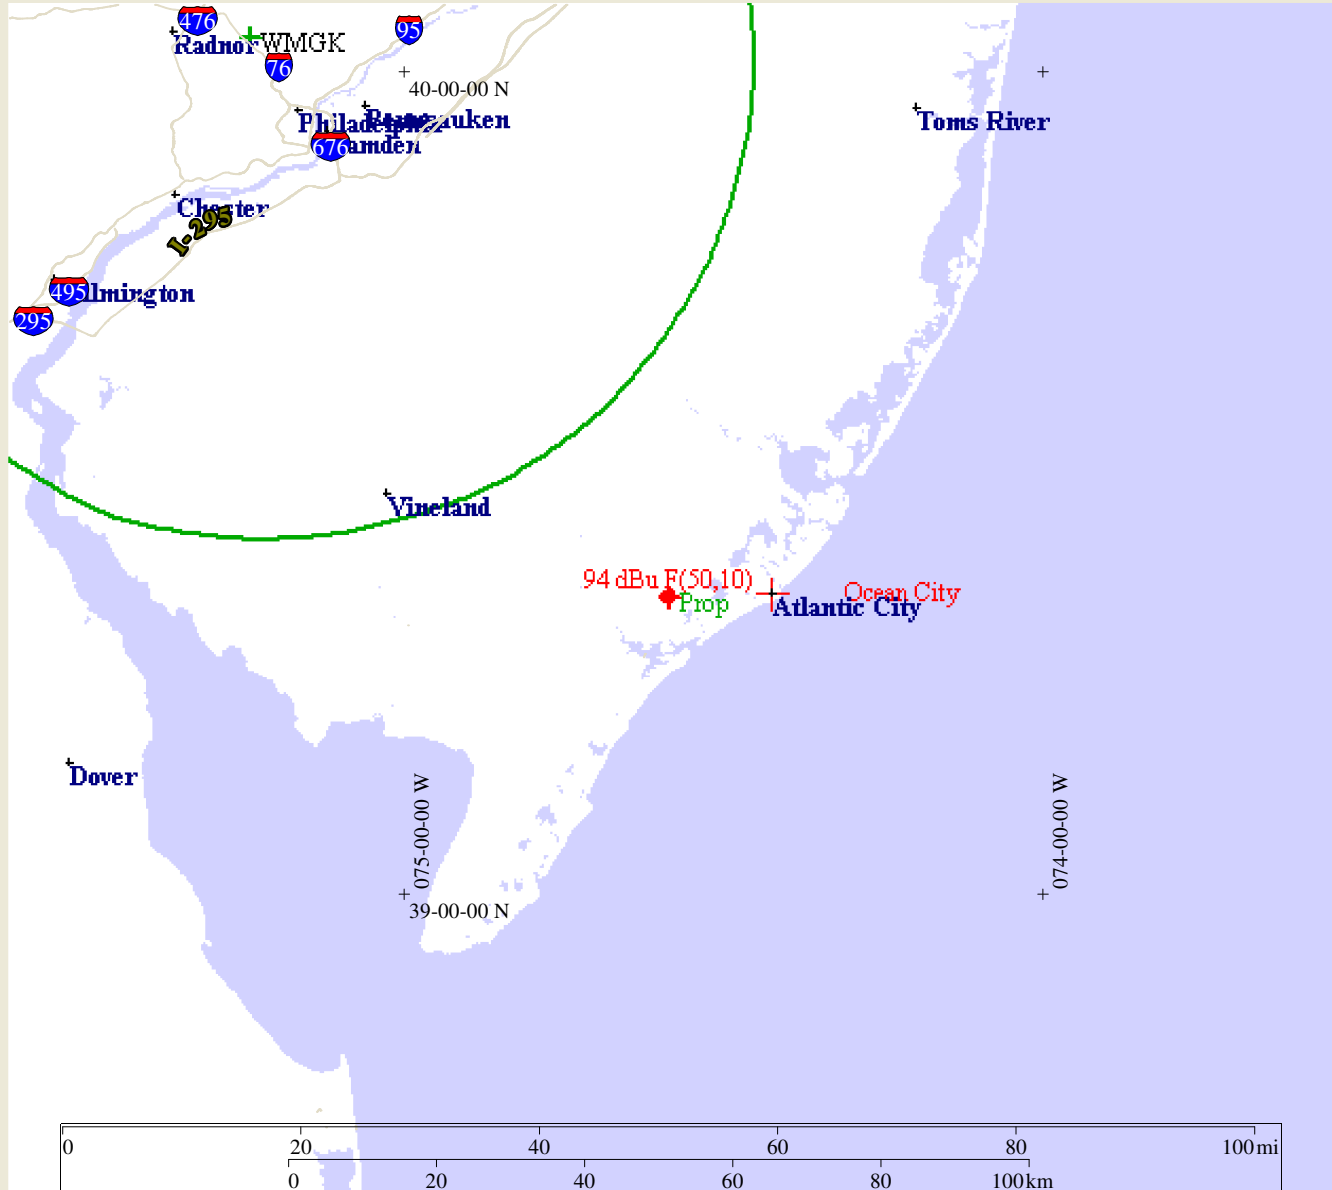 476
95
Radnor
WMGK
76
40-00-00 N
Philadelphia
Toms River
676
Camden
Chester
I-295
495
Wilmington
295
Vineland
94 dBu F(50,10)
Prop
Ocean City
Atlantic City
Dover
075-00-00 W
074-00-00 W
39-00-00 N
0 20 40 60 80 100 mi
0 20 40 60 80 100 km